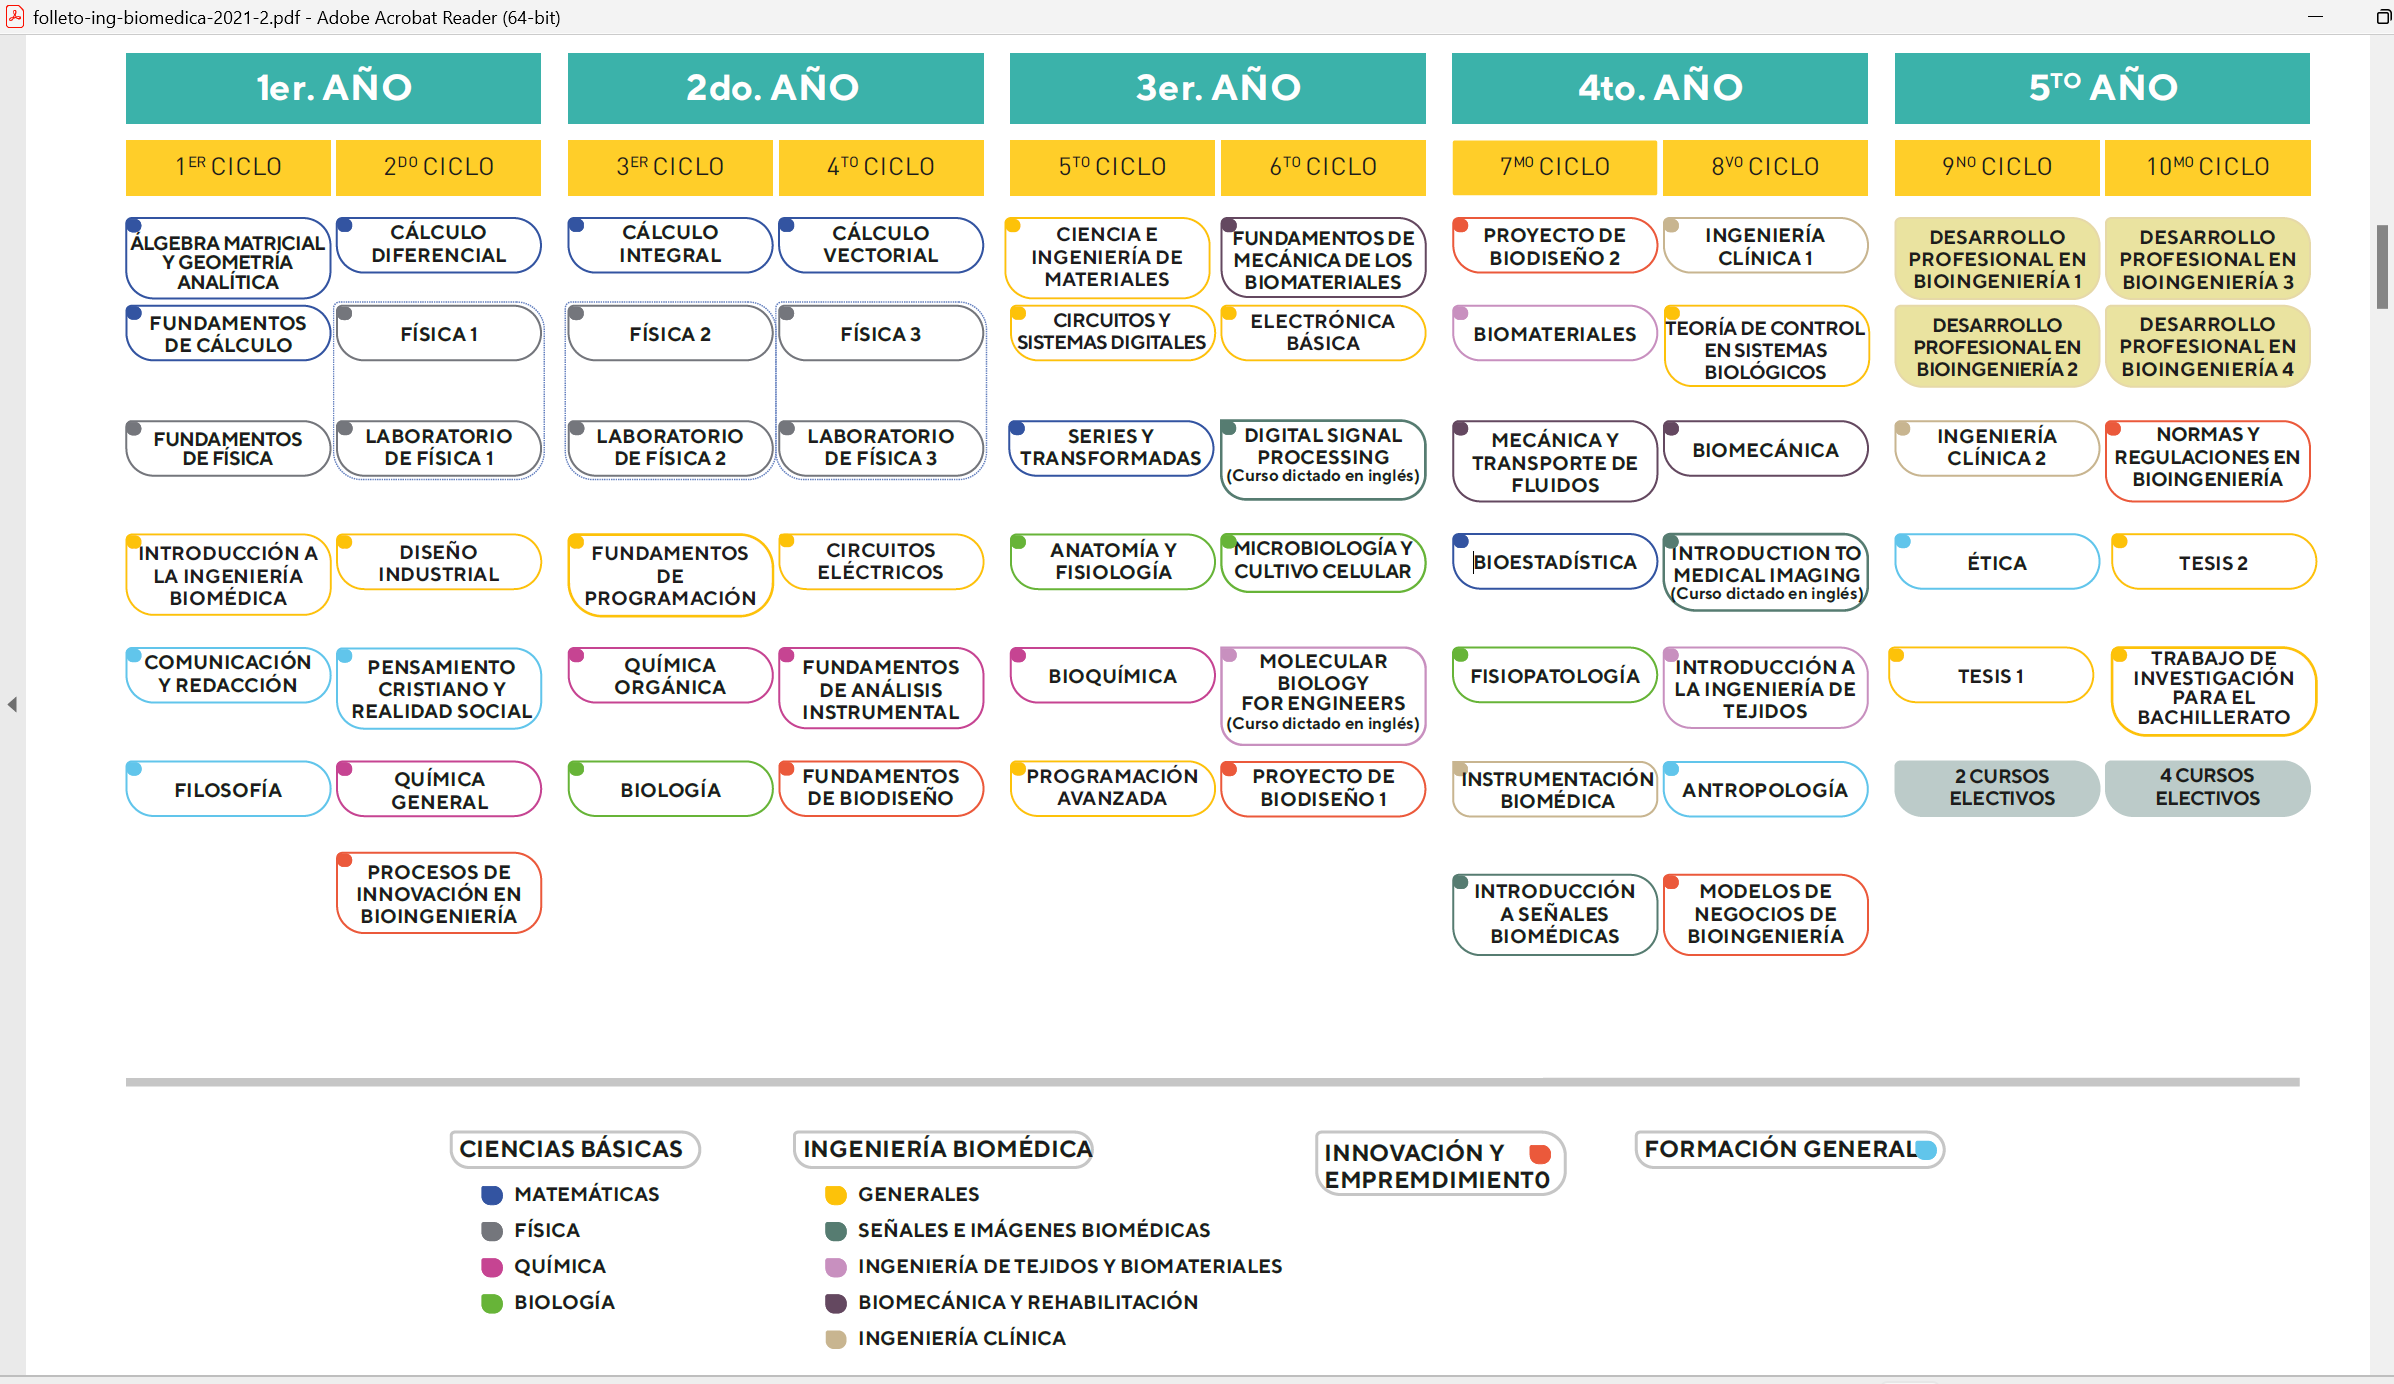 folleto-ing-biomedica-2021-2.pdf - Adobe Acrobat Reader (64-bit)
1er. AÑO
2do. AÑO
3er. AÑO
4to. AÑO
5TO AÑO
1ER CICLO
2DO CICLO
3ER CICLO
4TO CICLO
5TO CICLO
6TO CICLO
7MO CICLO
8VO CICLO
9NO CICLO
10MO CICLO
ÁLGEBRA MATRICIAL
Y GEOMETRÍA
ANALÍTICA
CÁLCULO
DIFERENCIAL
CÁLCULO
INTEGRAL
CÁLCULO
VECTORIAL
CIENCIA E
INGENIERÍA DE
MATERIALES
FUNDAMENTOS DE
MECÁNICA DE LOS
BIOMATERIALES
PROYECTO DE
BIODISEÑO 2
INGENIERÍA
CLÍNICA 1
DESARROLLO
PROFESIONAL EN
BIOINGENIERÍA 1
DESARROLLO
PROFESIONAL EN
BIOINGENIERÍA 3
FUNDAMENTOS
DE CÁLCULO
FÍSICA 1
FÍSICA 2
FÍSICA 3
CIRCUITOS Y
SISTEMAS DIGITALES
ELECTRÓNICA
BÁSICA
BIOMATERIALES
TEORÍA DE CONTROL
EN SISTEMAS
BIOLÓGICOS
DESARROLLO
PROFESIONAL EN
BIOINGENIERÍA 2
DESARROLLO
PROFESIONAL EN
BIOINGENIERÍA 4
FUNDAMENTOS
DE FÍSICA
LABORATORIO
DE FÍSICA 1
LABORATORIO
DE FÍSICA 2
LABORATORIO
DE FÍSICA 3
SERIES Y
TRANSFORMADAS
DIGITAL SIGNAL
PROCESSING
(Curso dictado en inglés)
MECÁNICA Y
TRANSPORTE DE
FLUIDOS
BIOMECÁNICA
INGENIERÍA
CLÍNICA 2
NORMAS Y
REGULACIONES EN
BIOINGENIERÍA
INTRODUCCIÓN A
LA INGENIERÍA
BIOMÉDICA
DISEÑO
INDUSTRIAL
FUNDAMENTOS
DE
PROGRAMACIÓN
CIRCUITOS
ELÉCTRICOS
ANATOMÍA Y
FISIOLOGÍA
MICROBIOLOGÍA Y
CULTIVO CELULAR
BIOESTADÍSTICA
INTRODUCTION TO
MEDICAL IMAGING
(Curso dictado en inglés)
ÉTICA
TESIS 2
COMUNICACIÓN
Y REDACCIÓN
PENSAMIENTO
CRISTIANO Y
REALIDAD SOCIAL
QUÍMICA
ORGÁNICA
FUNDAMENTOS
DE ANÁLISIS
INSTRUMENTAL
BIOQUÍMICA
MOLECULAR
BIOLOGY
FOR ENGINEERS
(Curso dictado en inglés)
FISIOPATOLOGÍA
INTRODUCCIÓN A
LA INGENIERÍA DE
TEJIDOS
TESIS 1
TRABAJO DE
INVESTIGACIÓN
PARA EL
BACHILLERATO
FILOSOFÍA
QUÍMICA
GENERAL
BIOLOGÍA
FUNDAMENTOS
DE BIODISEÑO
PROGRAMACIÓN
AVANZADA
PROYECTO DE
BIODISEÑO 1
INSTRUMENTACIÓN
BIOMÉDICA
ANTROPOLOGÍA
2 CURSOS
ELECTIVOS
4 CURSOS
ELECTIVOS
PROCESOS DE
INNOVACIÓN EN
BIOINGENIERÍA
INTRODUCCIÓN
A SEÑALES
BIOMÉDICAS
MODELOS DE
NEGOCIOS DE
BIOINGENIERÍA
CIENCIAS BÁSICAS
MATEMÁTICAS
FÍSICA
QUÍMICA
BIOLOGÍA
INGENIERÍA BIOMÉDICA
GENERALES
SEÑALES E IMÁGENES BIOMÉDICAS
INGENIERÍA DE TEJIDOS Y BIOMATERIALES
BIOMECÁNICA Y REHABILITACIÓN
INGENIERÍA CLÍNICA
INNOVACIÓN Y
EMPREMDIMIENTO
FORMACIÓN GENERAL